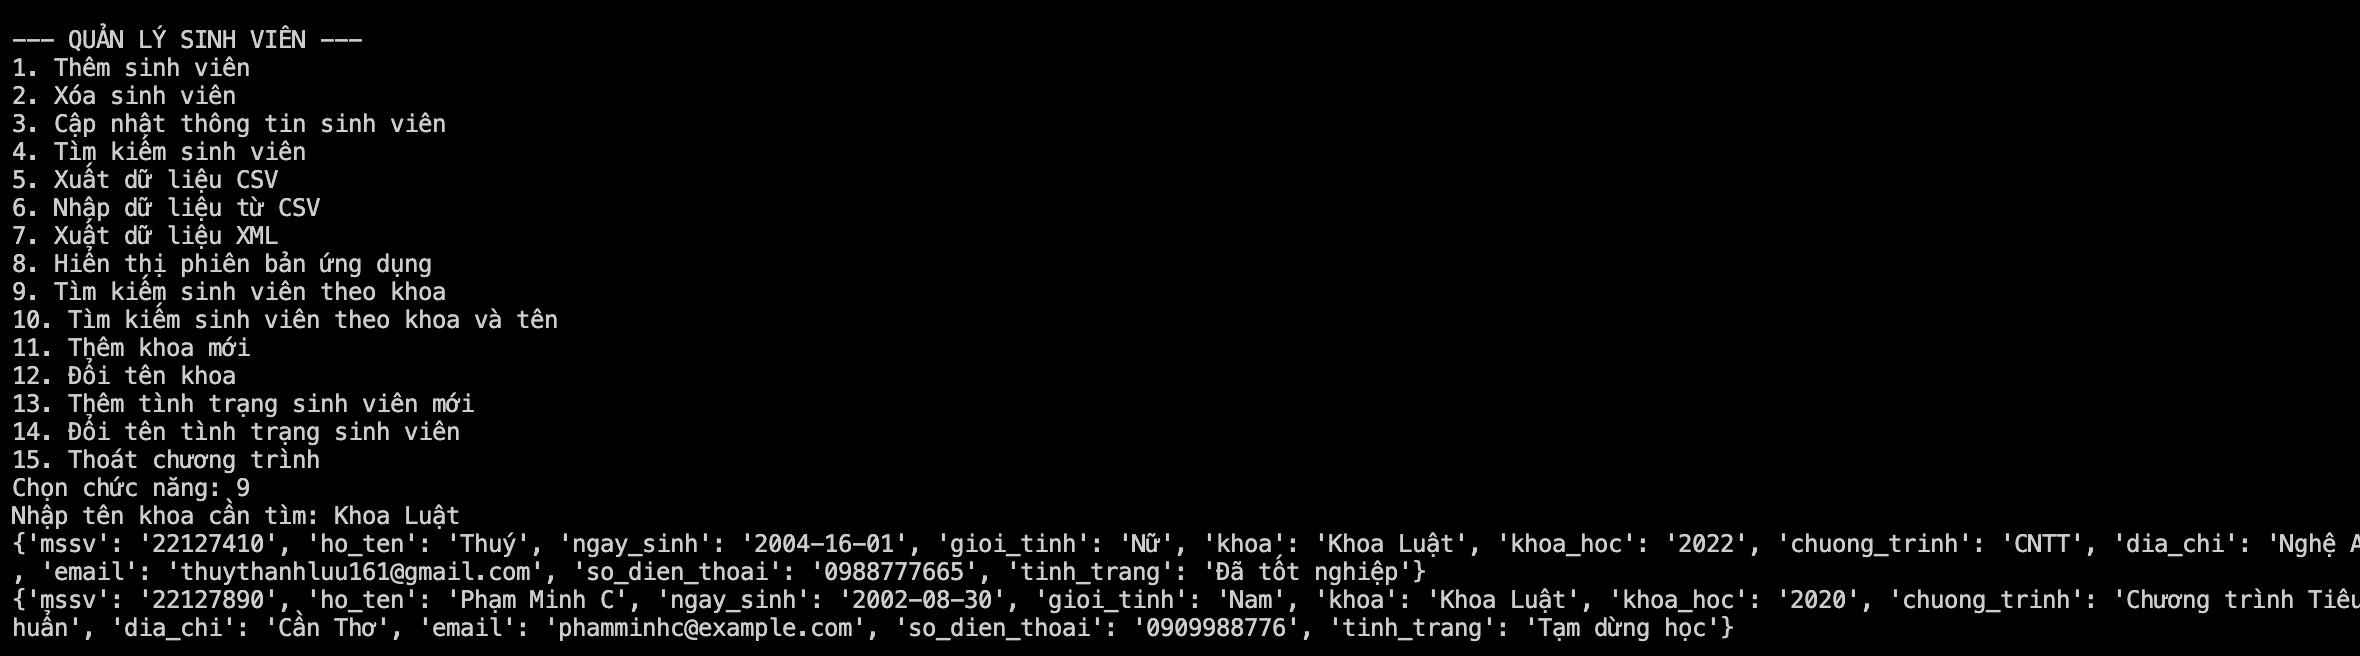 --- QUẢN LÝ SINH VIÊN ---
1. Thêm sinh viên
2. Xóa sinh viên
3. Cập nhật thông tin sinh viên
4. Tìm kiếm sinh viên
5. Xuất dữ liệu CSV
6. Nhập dữ liệu từ CSV
7. Xuất dữ liệu XML
8. Hiển thị phiên bản ứng dụng
9. Tìm kiếm sinh viên theo khoa
10. Tìm kiếm sinh viên theo khoa và tên
11. Thêm khoa mới
12. Đổi tên khoa
13. Thêm tình trạng sinh viên mới
14. Đổi tên tình trạng sinh viên
15. Thoát chương trình
Chọn chức năng: 9
Nhập tên khoa cần tìm: Khoa Luật
{'mssv': '22127410', 'ho_ten': 'Thuý', 'ngay_sinh': '2004-16-01', 'gioi_tinh': 'Nữ', 'khoa': 'Khoa Luật', 'khoa_hoc': '2022', 'chuong_trinh': 'CNTT', 'dia_chi': 'Nghệ A
, 'email': 'thuythanhluu161@gmail.com', 'so_dien_thoai': '0988777665', 'tinh_trang': 'Đã tốt nghiệp'}
{'mssv': '22127890', 'ho_ten': 'Phạm Minh C', 'ngay_sinh': '2002-08-30', 'gioi_tinh': 'Nam', 'khoa': 'Khoa Luật', 'khoa_hoc': '2020', 'chuong_trinh': 'Chương trình Tiêu
huẩn', 'dia_chi': 'Cần Thơ', 'email': 'phamminhc@example.com', 'so_dien_thoai': '0909988776', 'tinh_trang': 'Tạm dừng học'}